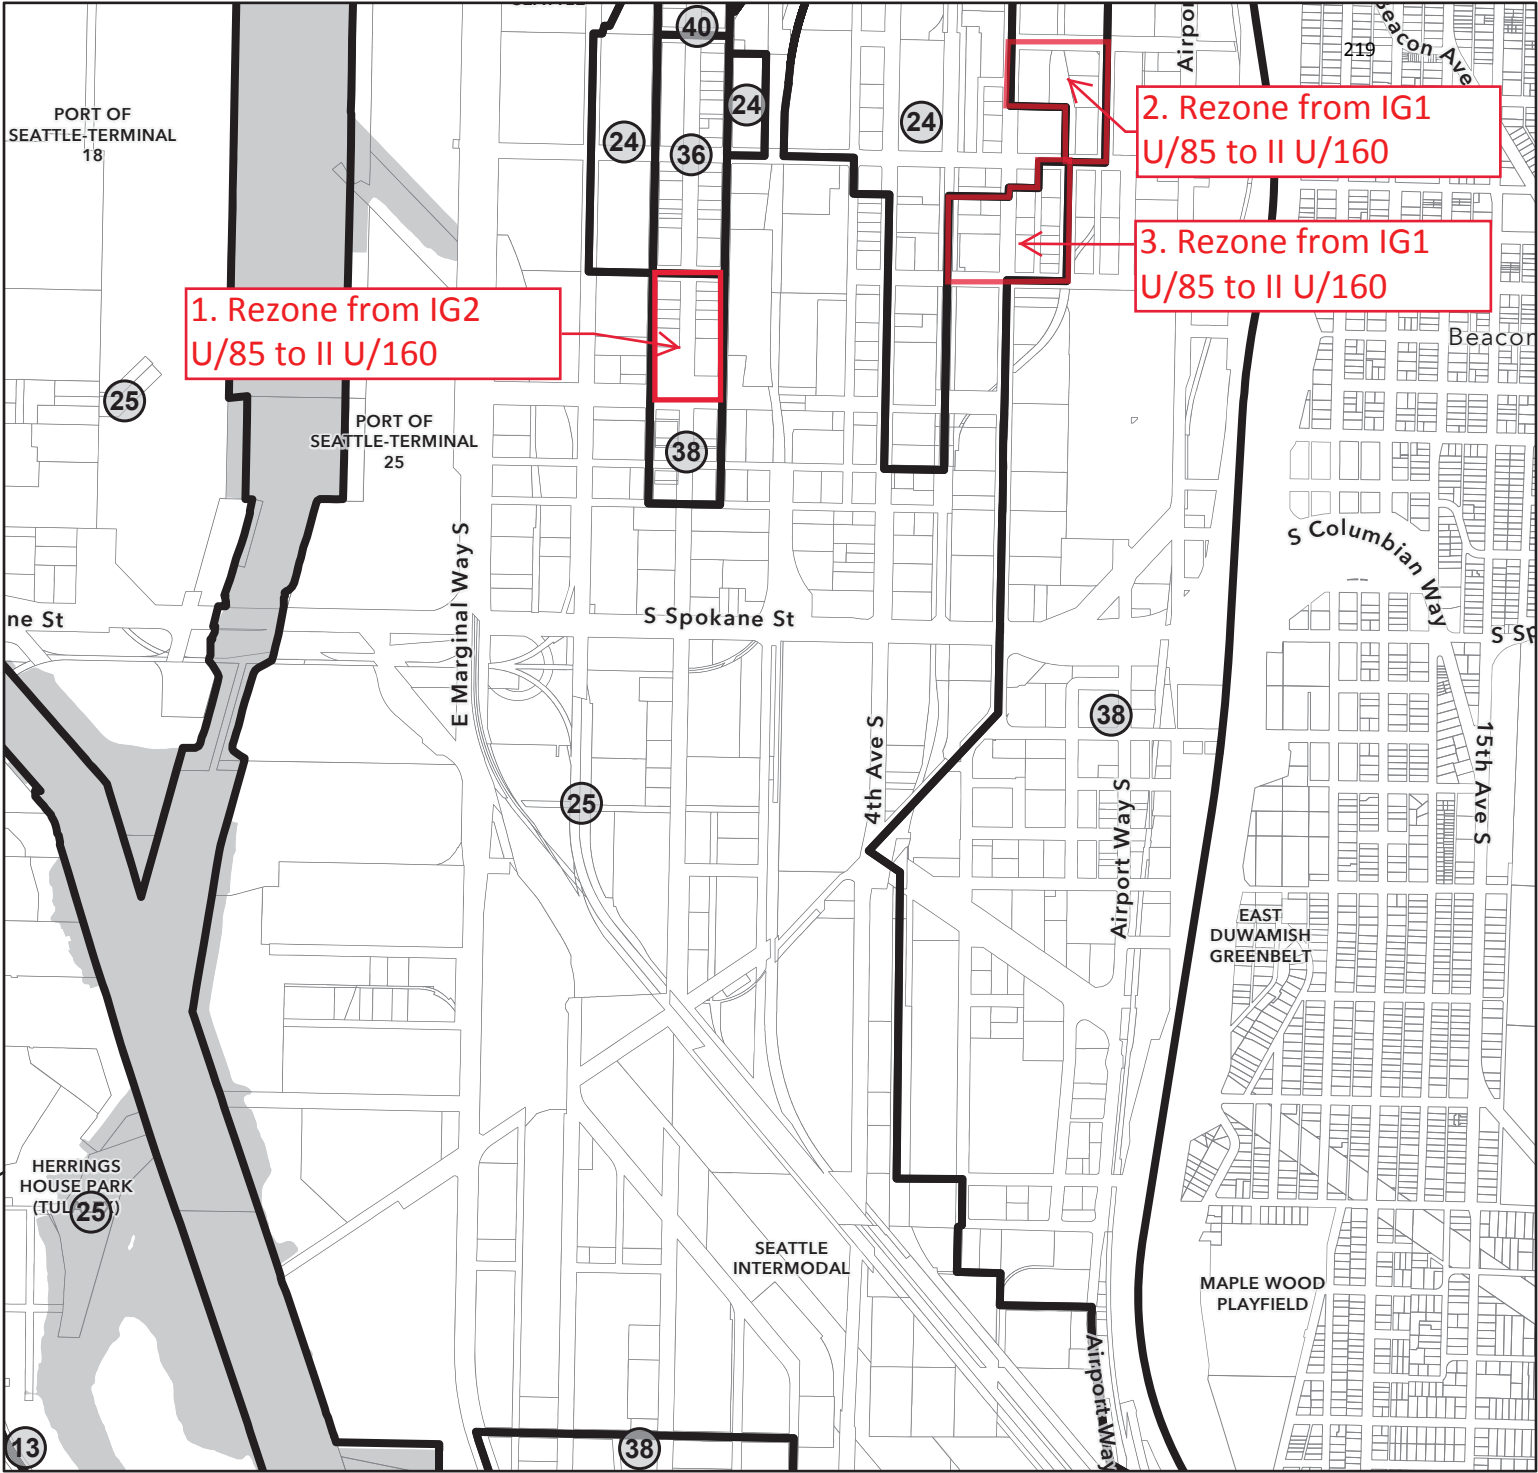 40
219
Beacon Ave
24
24
36
24
PORT OF
SEATTLE-TERMINAL
18
2. Rezone from IG1
U/85 to II U/160
3. Rezone from IG1
U/85 to II U/160
1. Rezone from IG2
U/85 to II U/160
Beacon
25
PORT OF
SEATTLE-TERMINAL
25
38
S Columbian Way
E Marginal Way S
ne St
S Spokane St
S Sp
38
4th Ave S
15th Ave S
25
Airport Way S
EAST
DUWAMISH
GREENBELT
HERRINGS
HOUSE PARK
25
SEATTLE
INTERMODAL
MAPLE WOOD
PLAYFIELD
Airport Way
13
38